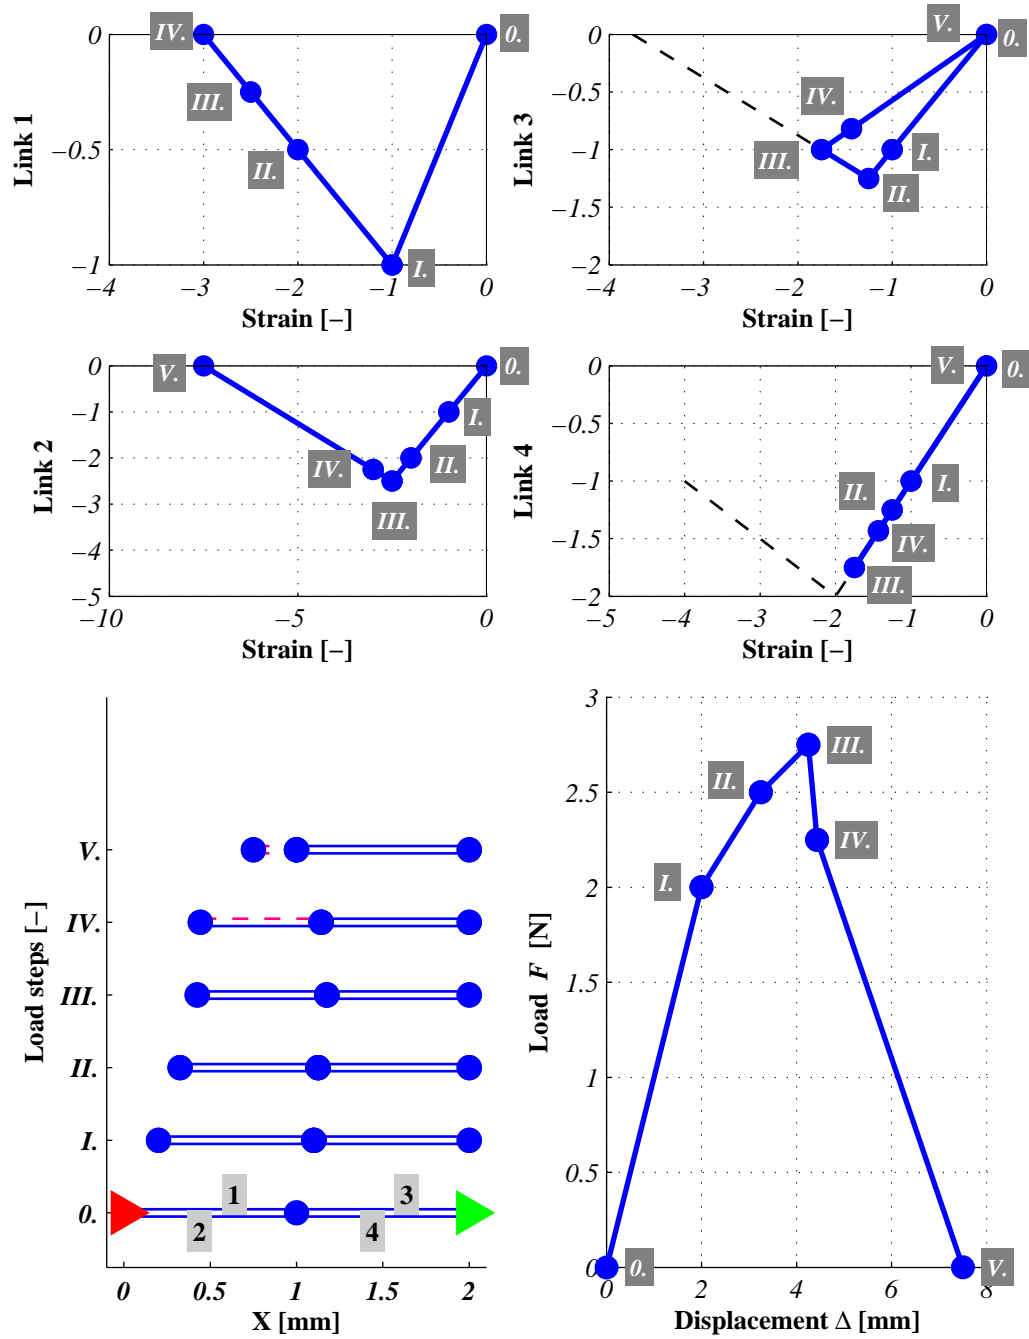 0
−0.5
−1
−4
−3
−2
−1
0
Strain [−]
Link 1
IV.
III.
II.
I.
0.
0
−0.5
−1
−1.5
−2
−4
−3
−2
−1
0
Strain [−]
Link 3
V.
0.
IV.
III.
I.
II.
0
−1
−2
−3
−4
−5
−10
−5
0
Strain [−]
Link 2
V.
0.
I.
II.
IV.
III.
0
−0.5
−1
−1.5
−2
−5
−4
−3
−2
−1
0
Strain [−]
Link 4
V.
0.
I.
II.
IV.
III.
V.
IV.
III.
II.
I.
0.
Load steps [−]
1
2
3
4
0
0.5
1
1.5
2
X [mm]
3
2.5
2
1.5
1
0.5
0
Load F [N]
III.
II.
IV.
I.
0.
V.
0
2
4
6
8
Displacement Δ [mm]